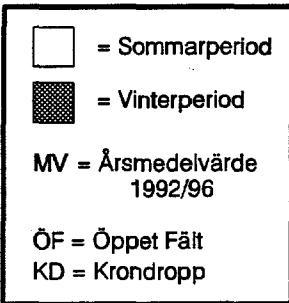 = Sommarperiod
= Vinterperiod
MV = Årsmedelvärde
1992/96
ÖF = Öppet Fält
KD = Krondropp